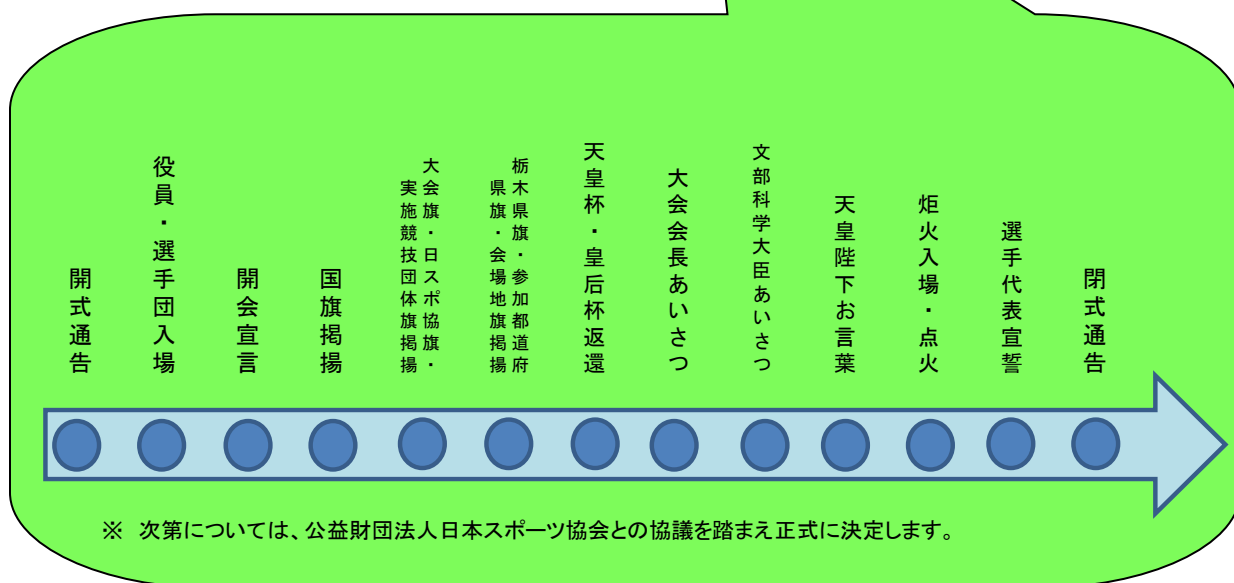 開式通告
役員・選手団入場
開会宣言
国旗掲揚
大会旗・日スポ協旗・
実施競技団体旗掲揚
栃木県旗・参加都道府
県旗・会場地旗掲揚
天皇杯・皇后杯返還
大会会長あいさつ
文部科学大臣あいさつ
天皇陛下お言葉
炬火入場・点火
選手代表宣誓
閉式通告
※ 次第については、公益財団法人日本スポーツ協会との協議を踏まえ正式に決定します。